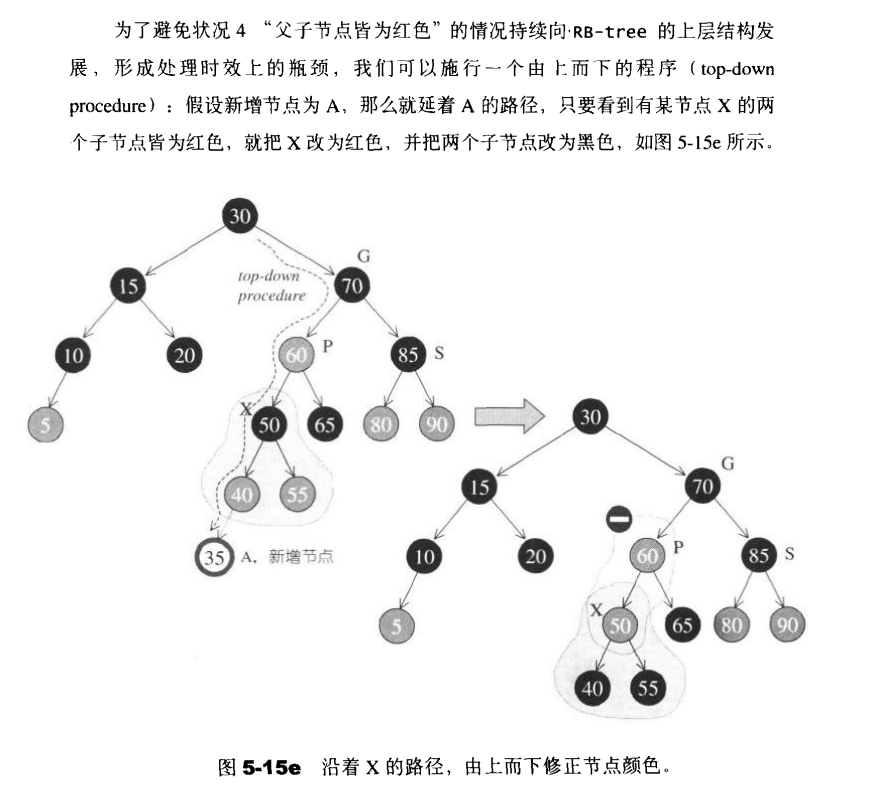 为了避免状况 4 “父子节点皆为红色”的情况持续向 RB-tree 的上层结构发
展，形成处理时效上的瓶颈，我们可以施行一个由上而下的程序（top-down
procedure）：假设新增节点为 A，那么就延着 A 的路径，只要看到有某节点 X 的两
个子节点皆为红色，就把 X 改为红色，并把两个子节点改为黑色，如图 5-15e 所示。
30
G
top-down
procedure
15
70
10
20
60
P
85
S
5
X
50
65
80
90
40
55
35
A，新增节点
30
G
15
70
10
20
60
P
85
S
5
X
50
65
80
90
40
55
图 5-15e 沿着 X 的路径，由上而下修正节点颜色。